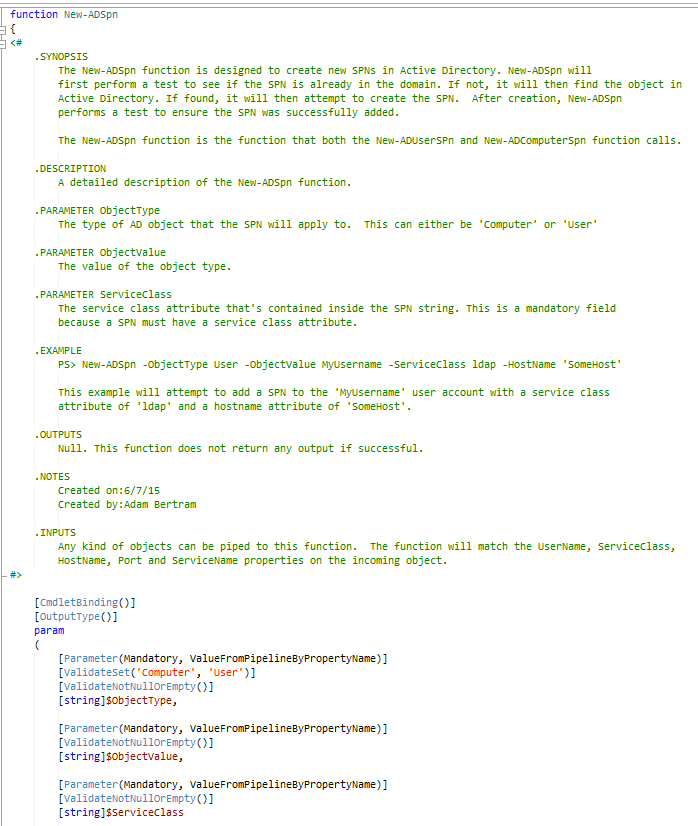 function New-ADSpn
{
<#
.SYNOPSIS
The New-ADSpn function is designed to create new SPNs in Active Directory. New-ADSpn will
first perform a test to see if the SPN is already in the domain. If not, it will then find the object in
Active Directory. If found, it will then attempt to create the SPN.  After creation, New-ADSpn
performs a test to ensure the SPN was successfully added.
The New-ADSpn function is the function that both the New-ADUserSPn and New-ADComputerSpn function calls.
.DESCRIPTION
A detailed description of the New-ADSpn function.
.PARAMETER ObjectType
The type of AD object that the SPN will apply to.  This can either be 'Computer' or 'User'
.PARAMETER ObjectValue
The value of the object type.
.PARAMETER ServiceClass
The service class attribute that's contained inside the SPN string. This is a mandatory field
because a SPN must have a service class attribute.
.EXAMPLE
PS> New-ADSpn -ObjectType User -ObjectValue MyUsername -ServiceClass ldap -HostName 'SomeHost'
This example will attempt to add a SPN to the 'MyUsername' user account with a service class
attribute of 'ldap' and a hostname attribute of 'SomeHost'.
.OUTPUTS
Null. This function does not return any output if successful.
.NOTES
Created on:6/7/15
Created by:Adam Bertram
.INPUTS
Any kind of objects can be piped to this function.  The function will match the UserName, ServiceClass,
HostName, Port and ServiceName properties on the incoming object.
#>
[CmdletBinding()]
[OutputType()]
param
(
[Parameter(Mandatory, ValueFromPipelineByPropertyName)]
[ValidateSet('Computer', 'User')]
[ValidateNotNullOrEmpty()]
[string]$ObjectType,
[Parameter(Mandatory, ValueFromPipelineByPropertyName)]
[ValidateNotNullOrEmpty()]
[string]$ObjectValue,
[Parameter(Mandatory, ValueFromPipelineByPropertyName)]
[ValidateNotNullOrEmpty()]
[string]$ServiceClass